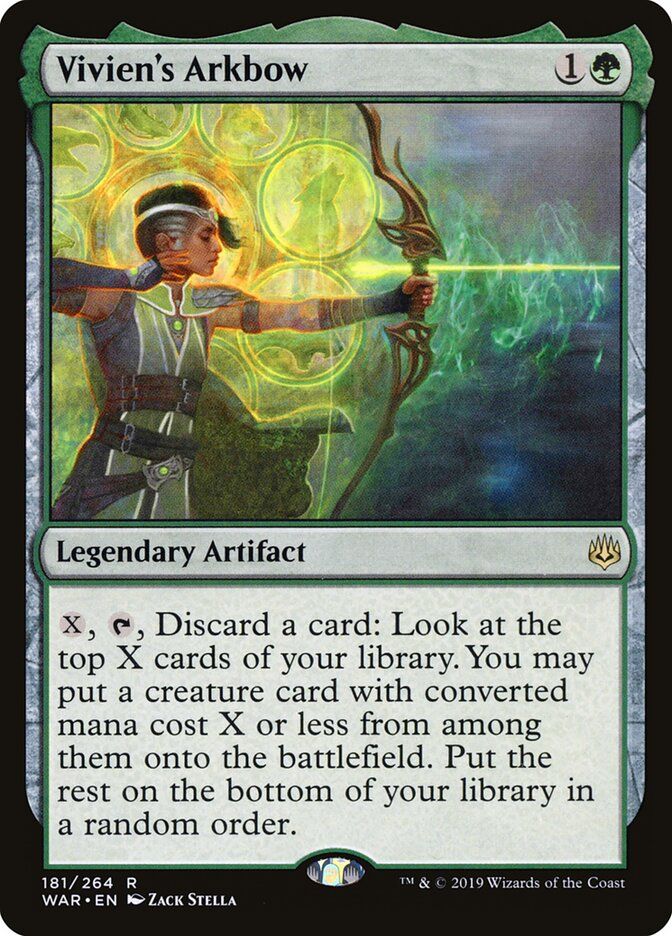 Vivien's Arkbow 1
Legendary Artifact
X, , Discard a card: Look at the
top X cards of your library. You may
put a creature card with converted
mana cost X or less from among
them onto the battlefield. Put the
rest on the bottom of your library in
a random order.
181/264 R
WAR • EN Zack Stella
™ & © 2019 Wizards of the Coast